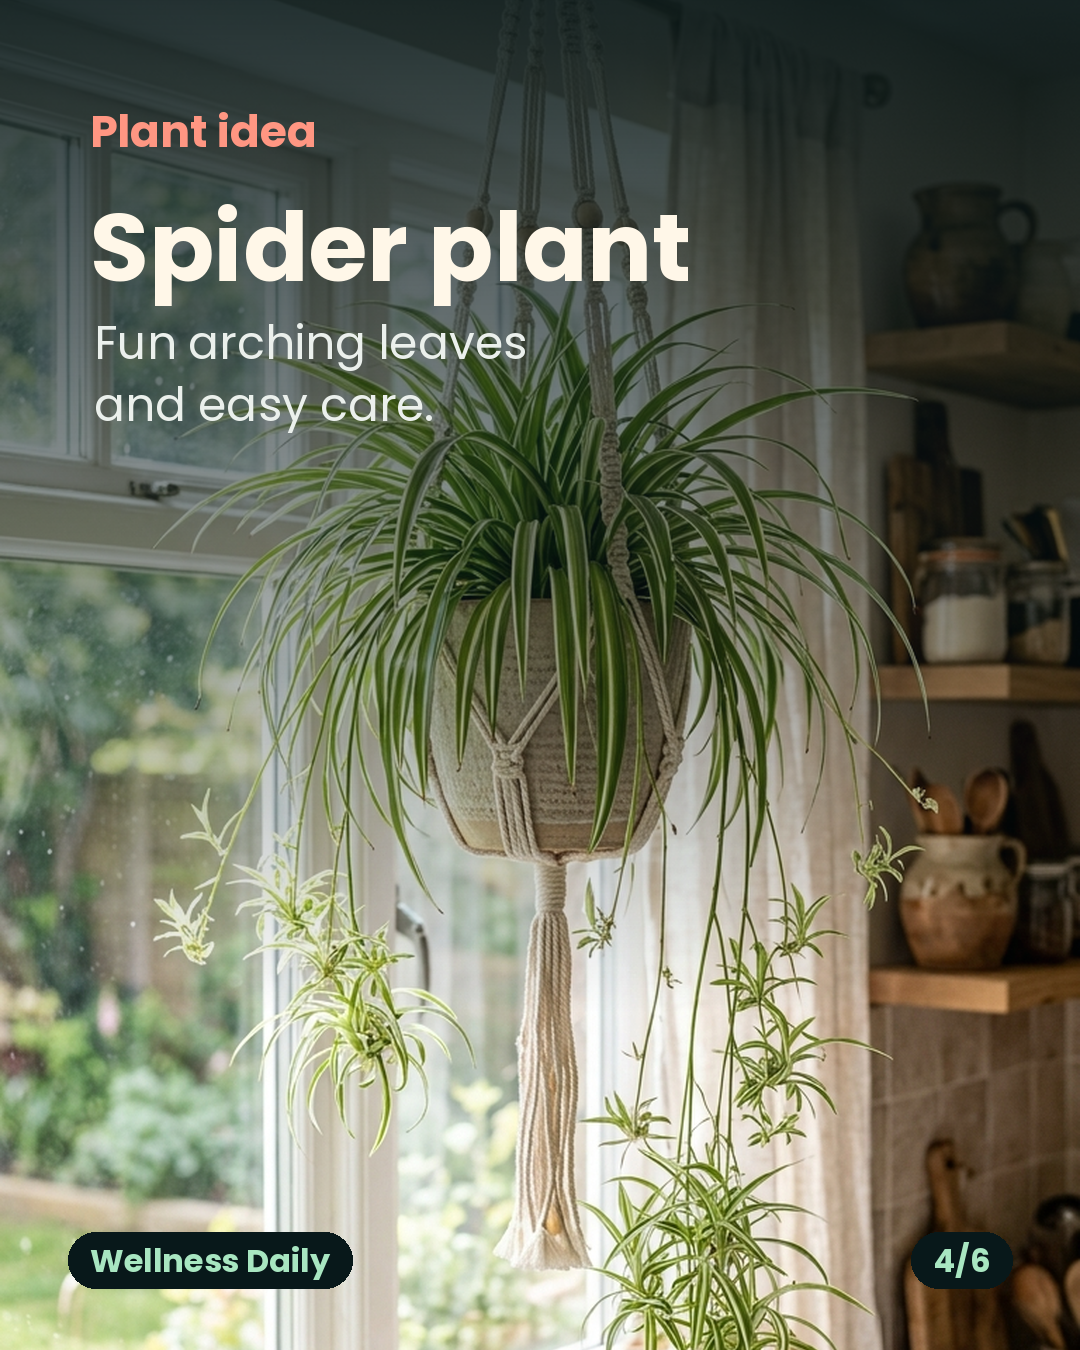 Plant idea
Spider plant
Fun arching leaves
and easy care.
Wellness Daily
4/6